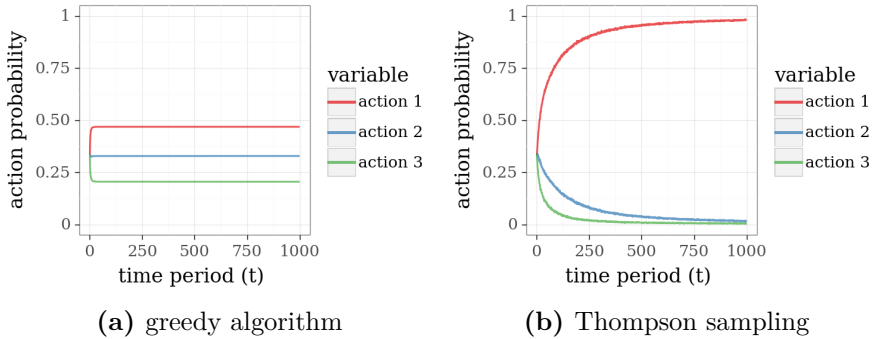 1
0.75
0.50
0.25
0
action probability
0
250
500
750
1000
time period (t)
variable
action 1
action 2
action 3
(a) greedy algorithm
1
0.75
0.50
0.25
0
action probability
0
250
500
750
1000
time period (t)
variable
action 1
action 2
action 3
(b) Thompson sampling